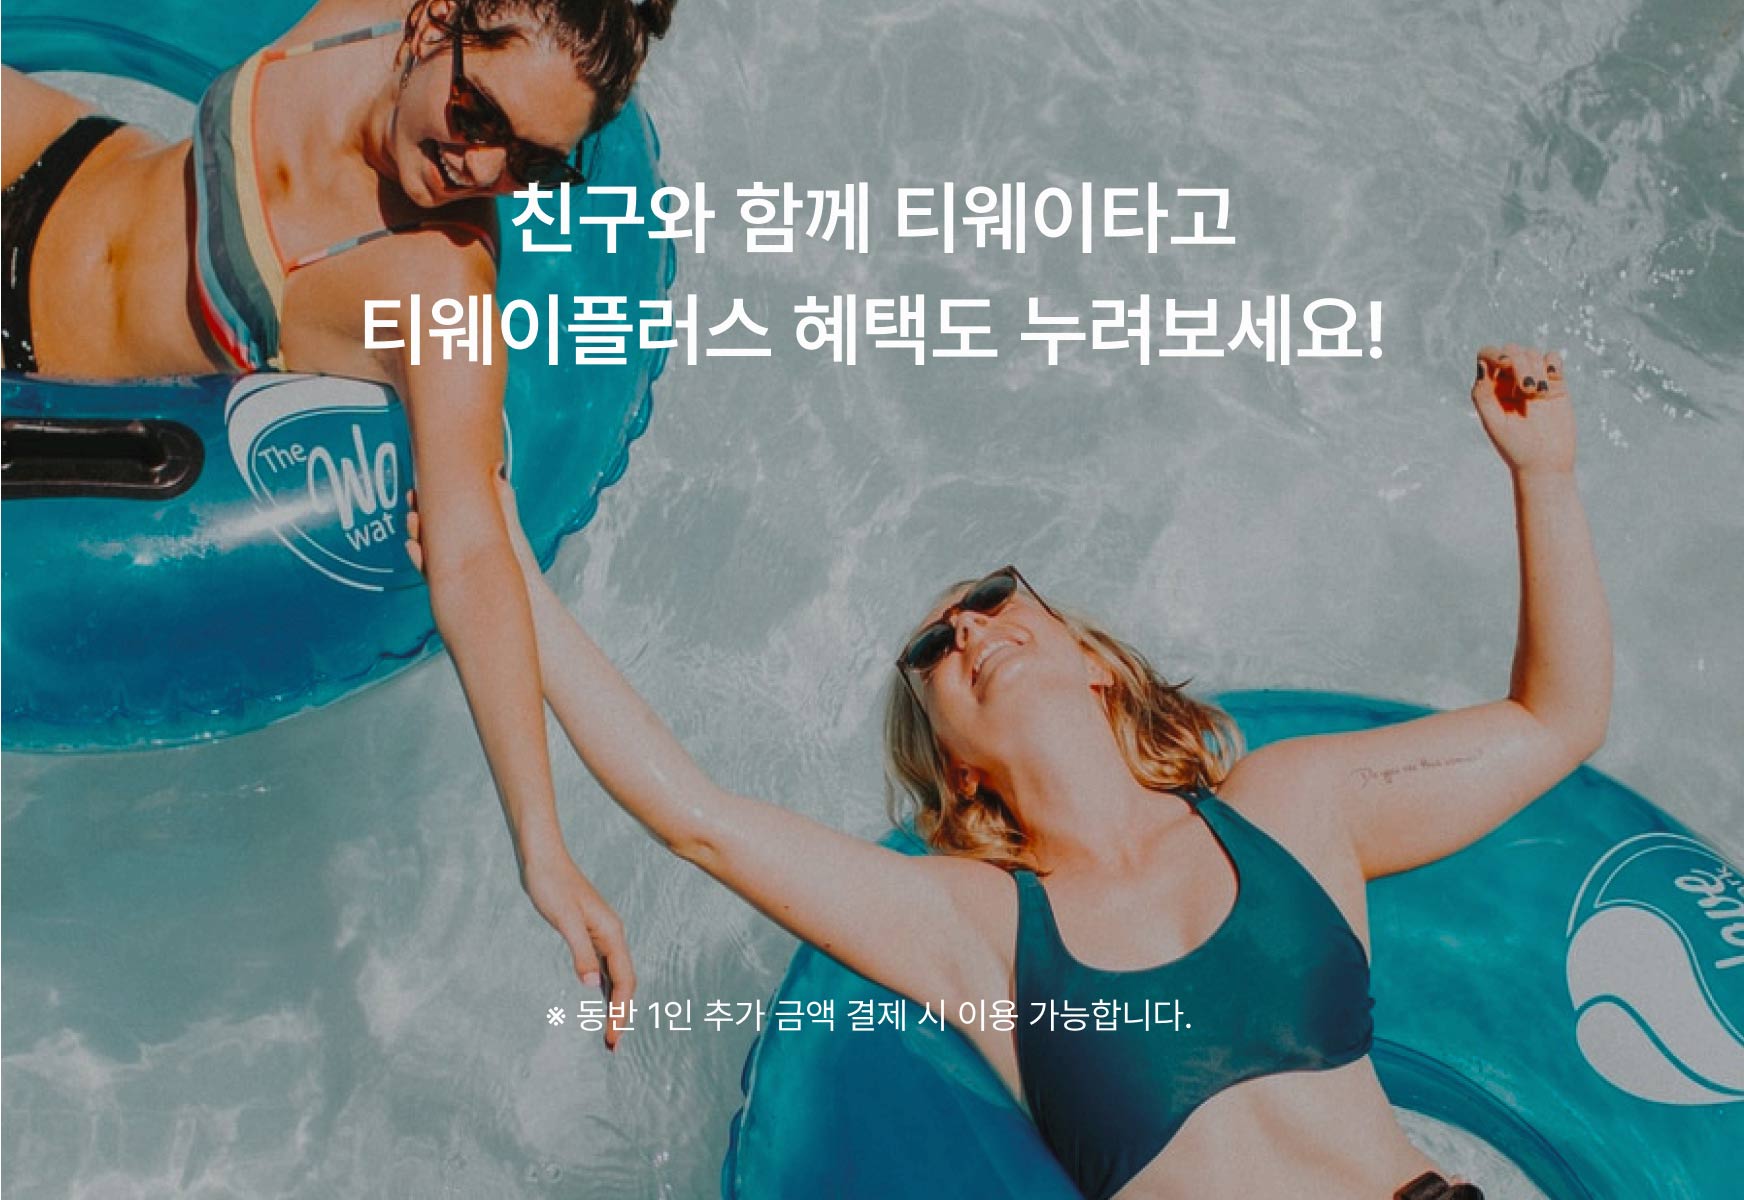 친구와 함께 티웨이타고
티웨이플러스 혜택도 누려보세요!
The
wat
※ 동반 1인 추가 금액 결제 시 이용 가능합니다.